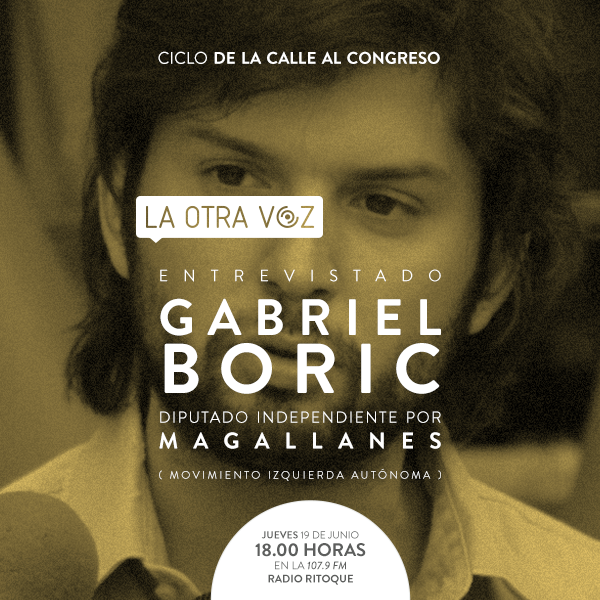 CICLO DE LA CALLE AL CONGRESO
LA OTRA VOZ
ENTREVISTADO
GABRIEL
BORIC
DIPUTADO INDEPENDIENTE POR
MAGALLANES
( MOVIMIENTO IZQUIERDA AUTÓNOMA )
JUEVES 19 DE JUNIO
18.00 HORAS
EN LA 107.9 FM
RADIO RITOQUE